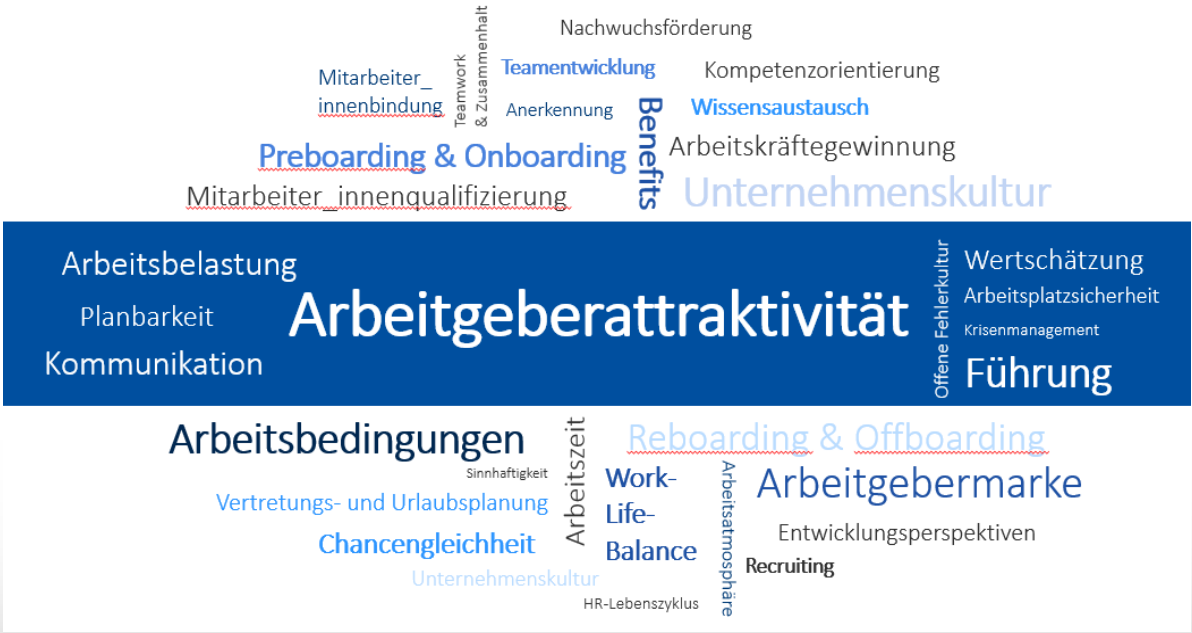 Nachwuchsförderung
Teamwork
& Zusammenhalt
Teamentwicklung
Kompetenzorientierung
Mitarbeiter_
innenbindung
Anerkennung
Benefits
Wissensaustausch
Preboarding & Onboarding
Arbeitskräftegewinnung
Mitarbeiter_innenqualifizierung
Unternehmenskultur
Arbeitsbelastung
Planbarkeit
Kommunikation
Arbeitgeberattraktivität
Offene Fehlerkultur
Wertschätzung
Arbeitsplatzsicherheit
Krisenmanagement
Führung
Arbeitsbedingungen
Sinnhaftigkeit
Vertretungs- und Urlaubsplanung
Chancengleichheit
Unternehmenskultur
Arbeitszeit
Reboarding & Offboarding
Work-
Life-
Balance
Arbeitsatmosphäre
Arbeitgebermarke
Entwicklungsperspektiven
Recruiting
HR-Lebenszyklus